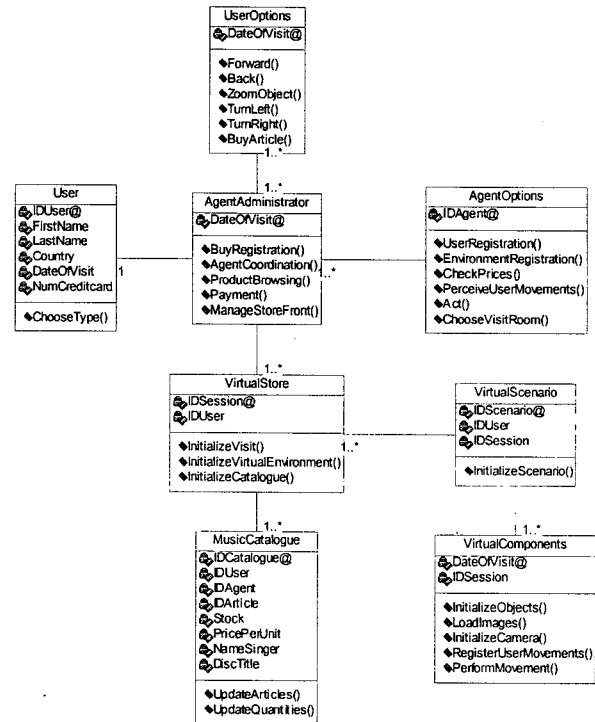 UserOptions
DateOfVisit@
Forward()
Back()
ZoomObject()
TurnLeft()
TurnRight()
BuyArticle()
1..*
1..*
User
IDUser@
FirstName
LastName
Country
DateOfVisit
NumCreditcard
ChooseType()
1
AgentAdministrator
DateOfVisit@
BuyRegistration()
AgentCoordination()
ProductBrowsing()
Payment()
ManageStoreFront()
1..*
AgentOptions
IDAgent@
UserRegistration()
EnvironmentRegistration()
CheckPrices()
PerceiveUserMovements()
Act()
ChooseVisitRoom()
1..*
VirtualStore
IDSession@
IDUser
InitializeVisit()
InitializeVirtualEnvironment()
InitializeCatalogue()
1..*
VirtualScenario
IDScenario@
IDUser
IDSession
InitializeScenario()
1..*
MusicCatalogue
IDCatalogue@
IDUser
IDAgent
IDArticle
Stock
PricePerUnit
NameSinger
DiscTitle
UpdateArticles()
UpdateQuantities()
1..*
VirtualComponents
DateOfVisit@
IDSession
InitializeObjects()
LoadImages()
InitializeCamera()
RegisterUserMovements()
PerformMovement()